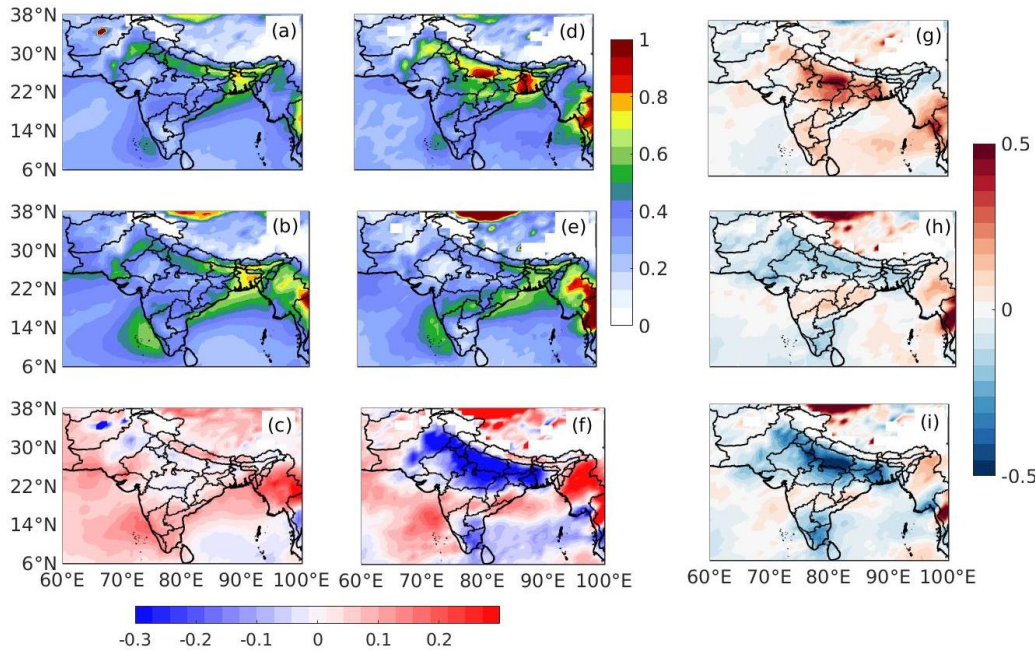 38°N
30°N
22°N
14°N
6°N
(a)
(d)
1
0.8
0.6
0.4
0.2
0
(g)
38°N
30°N
22°N
14°N
6°N
(b)
(e)
(h)
0.5
0
-0.5
38°N
30°N
22°N
14°N
6°N
(c)
(f)
(i)
60°E 70°E 80°E 90°E 100°E
60°E 70°E 80°E 90°E 100°E
60°E 70°E 80°E 90°E 100°E
-0.3 -0.2 -0.1 0 0.1 0.2